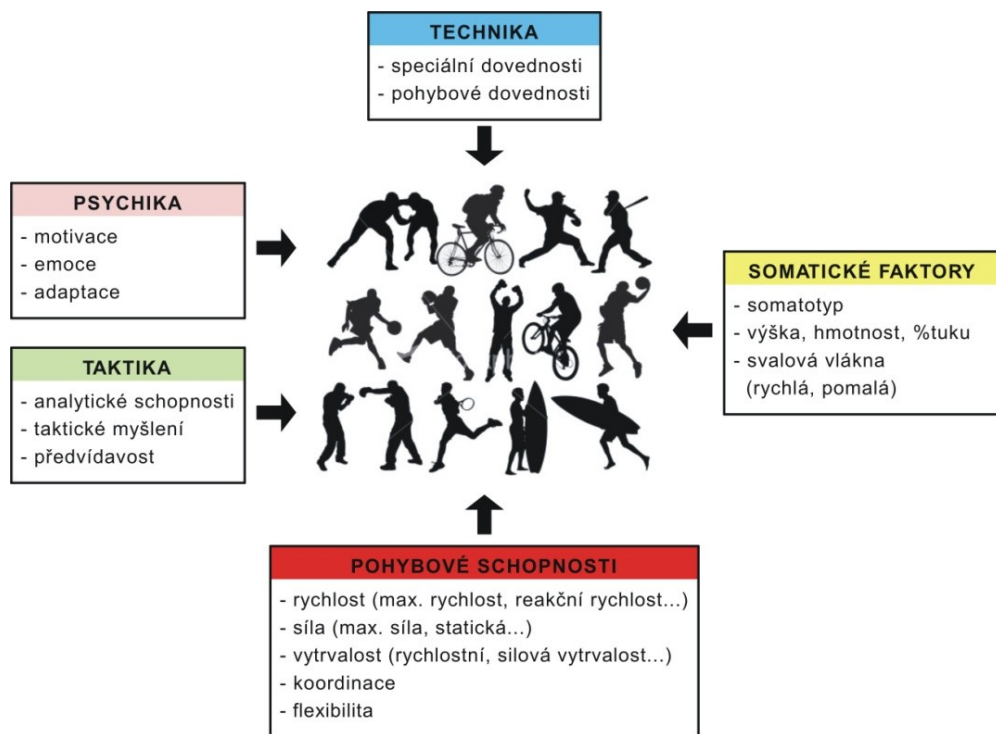 TECHNIKA
- speciální dovednosti
- pohybové dovednosti
PSYCHIKA
- motivace
- emoce
- adaptace
TAKTIKA
- analytické schopnosti
- taktické myšlení
- předvídavost
SOMATICKÉ FAKTORY
- somatotyp
- výška, hmotnost, %tuku
- svalová vlákna
(rychlá, pomalá)
POHYBOVÉ SCHOPNOSTI
- rychlost (max. rychlost, reakční rychlost...)
- síla (max. síla, statická...)
- vytrvalost (rychlostní, silová vytrvalost...)
- koordinace
- flexibilita